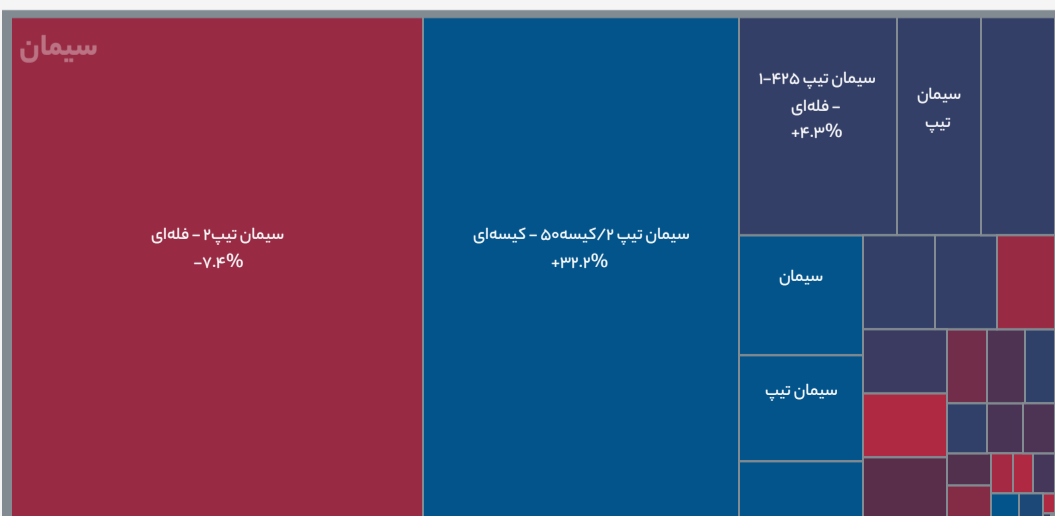 سیمان
سیمان تیپ۲ - فله‌ای
-۷.۴%
سیمان تیپ ۲/کیسه۵۰ - کیسه‌ای
+۳۲.۲%
سیمان تیپ ۴۲۵-۱
- فله‌ای
+۴.۳%
سیمان
تیپ
سیمان
سیمان تیپ